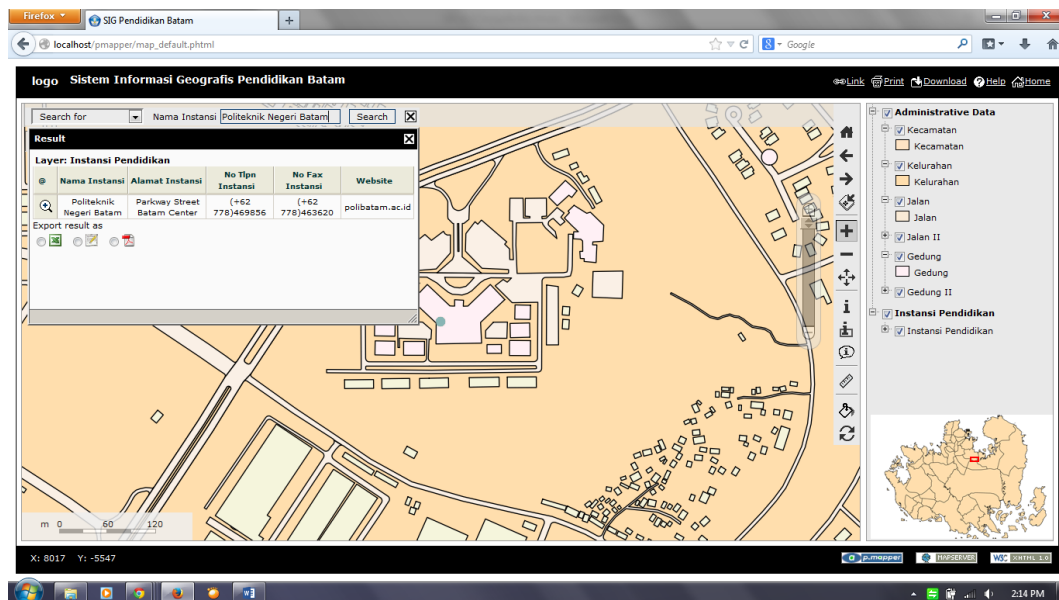 Firefox
SIG Pendidikan Batam
localhost/pmapper/map_default.phtml
Google
logo Sistem Informasi Geografis Pendidikan Batam
Link Print Download Help Home
Search for Nama Instansi Politeknik Negeri Batam Search
Result
Layer: Instansi Pendidikan
@ Nama Instansi Alamat Instansi No Tlpn Instansi No Fax Instansi Website
Politeknik Negeri Batam Parkway Street Batam Center (+62 778)469856 (+62 778)463620 polibatam.ac.id
Export result as
Administrative Data
Kecamatan
Kecamatan
Kelurahan
Kelurahan
Jalan
Jalan
Jalan II
Gedung
Gedung
Gedung II
Instansi Pendidikan
Instansi Pendidikan
m 0 60 120
X: 8017 Y: -5547
p.mapper MAPSERVER W3C XHTML 1.0
2:14 PM